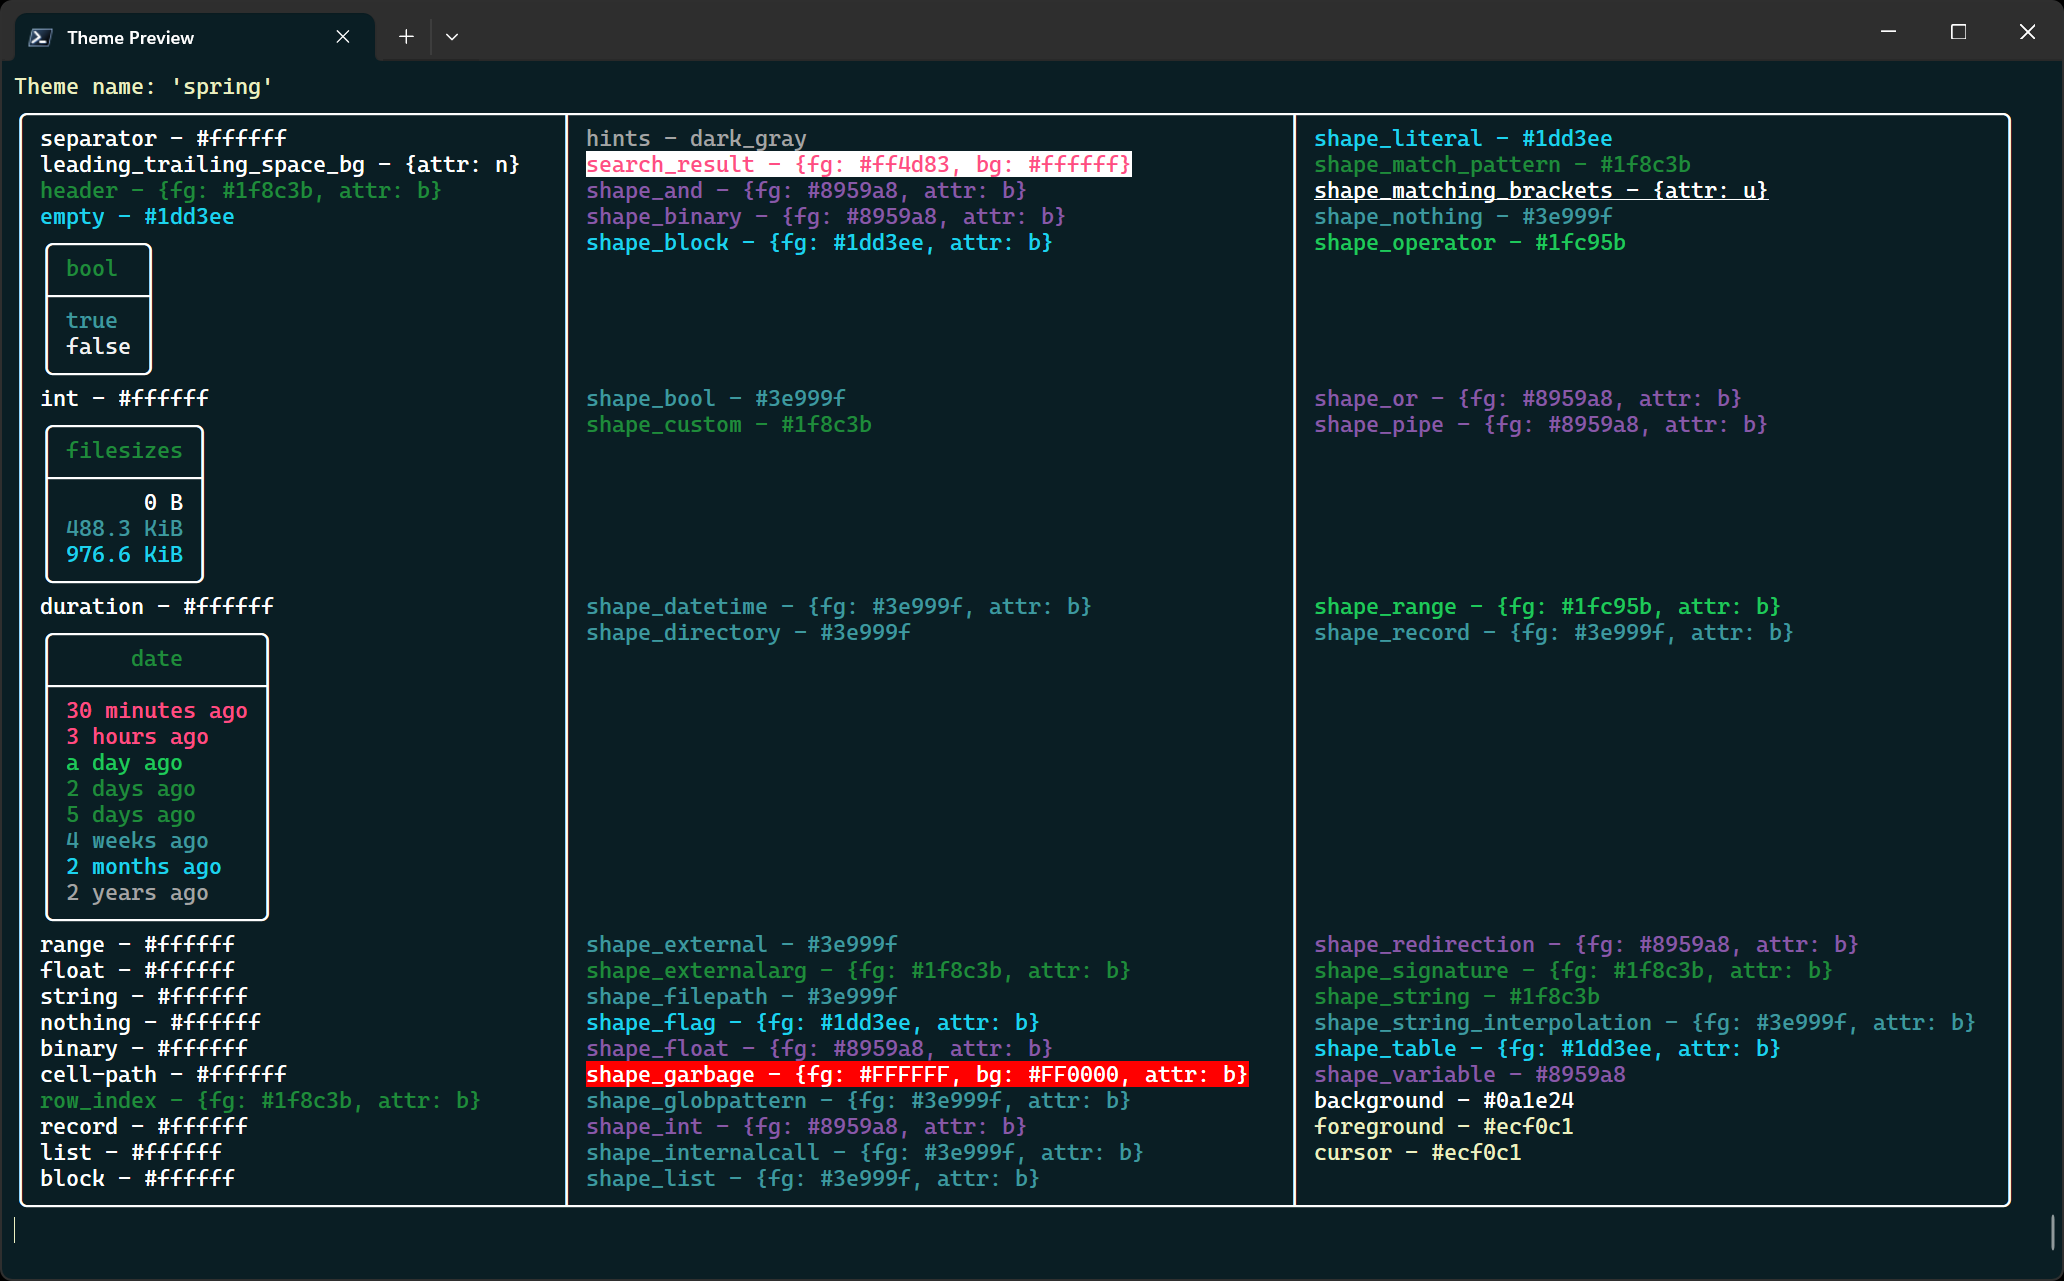 Theme Preview
Theme name: 'spring'
separator - #ffffff
leading_trailing_space_bg - {attr: n}
header - {fg: #1f8c3b, attr: b}
empty - #1dd3ee
bool
true
false
int - #ffffff
filesizes
0 B
488.3 KiB
976.6 KiB
duration - #ffffff
date
30 minutes ago
3 hours ago
a day ago
2 days ago
5 days ago
4 weeks ago
2 months ago
2 years ago
range - #ffffff
float - #ffffff
string - #ffffff
nothing - #ffffff
binary - #ffffff
cell-path - #ffffff
row_index - {fg: #1f8c3b, attr: b}
record - #ffffff
list - #ffffff
block - #ffffff
hints - dark_gray
search_result - {fg: #ff4d83, bg: #ffffff}
shape_and - {fg: #8959a8, attr: b}
shape_binary - {fg: #8959a8, attr: b}
shape_block - {fg: #1dd3ee, attr: b}
shape_bool - #3e999f
shape_custom - #1f8c3b
shape_datetime - {fg: #3e999f, attr: b}
shape_directory - #3e999f
shape_external - #3e999f
shape_externalarg - {fg: #1f8c3b, attr: b}
shape_filepath - #3e999f
shape_flag - {fg: #1dd3ee, attr: b}
shape_float - {fg: #8959a8, attr: b}
shape_garbage - {fg: #FFFFFF, bg: #FF0000, attr: b}
shape_globpattern - {fg: #3e999f, attr: b}
shape_int - {fg: #8959a8, attr: b}
shape_internalcall - {fg: #3e999f, attr: b}
shape_list - {fg: #3e999f, attr: b}
shape_literal - #1dd3ee
shape_match_pattern - #1f8c3b
shape_matching_brackets - {attr: u}
shape_nothing - #3e999f
shape_operator - #1fc95b
shape_or - {fg: #8959a8, attr: b}
shape_pipe - {fg: #8959a8, attr: b}
shape_range - {fg: #1fc95b, attr: b}
shape_record - {fg: #3e999f, attr: b}
shape_redirection - {fg: #8959a8, attr: b}
shape_signature - {fg: #1f8c3b, attr: b}
shape_string - #1f8c3b
shape_string_interpolation - {fg: #3e999f, attr: b}
shape_table - {fg: #1dd3ee, attr: b}
shape_variable - #8959a8
background - #0a1e24
foreground - #ecf0c1
cursor - #ecf0c1